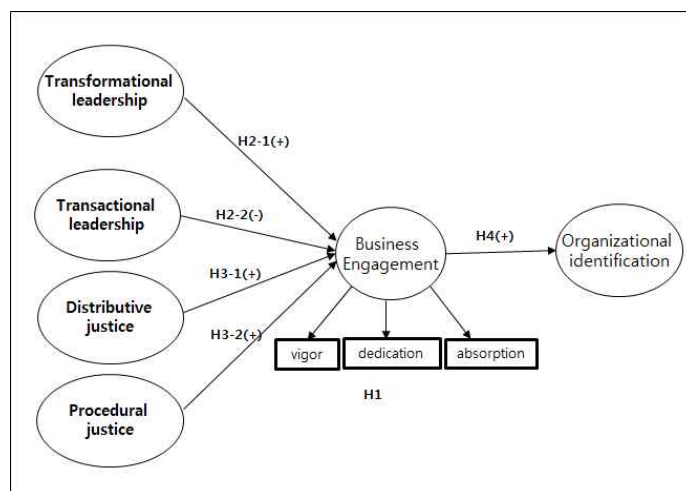 Transformational
leadership
H2-1(+)
Transactional
leadership
H2-2(-)
Business
Engagement
H4(+)
Organizational
identification
H3-1(+)
Distributive
justice
H3-2(+)
vigor
dedication
absorption
H1
Procedural
justice